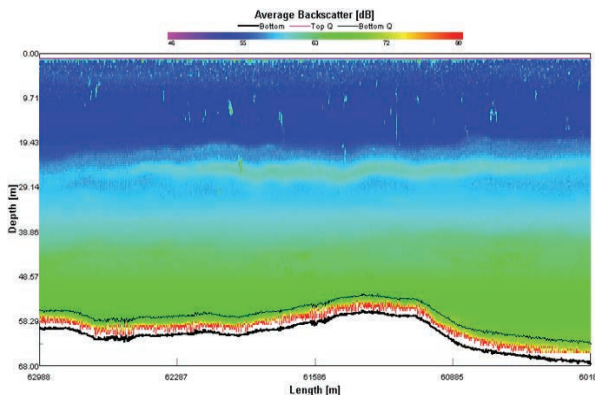 Average Backscatter [dB]
Bottom Top Q Bottom Q
46 55 63 72 80
0.00
9.71
19.43
29.14
38.86
48.57
58.29
68.00
Depth [m]
62988 62287 61586 60885 6018
Length [m]